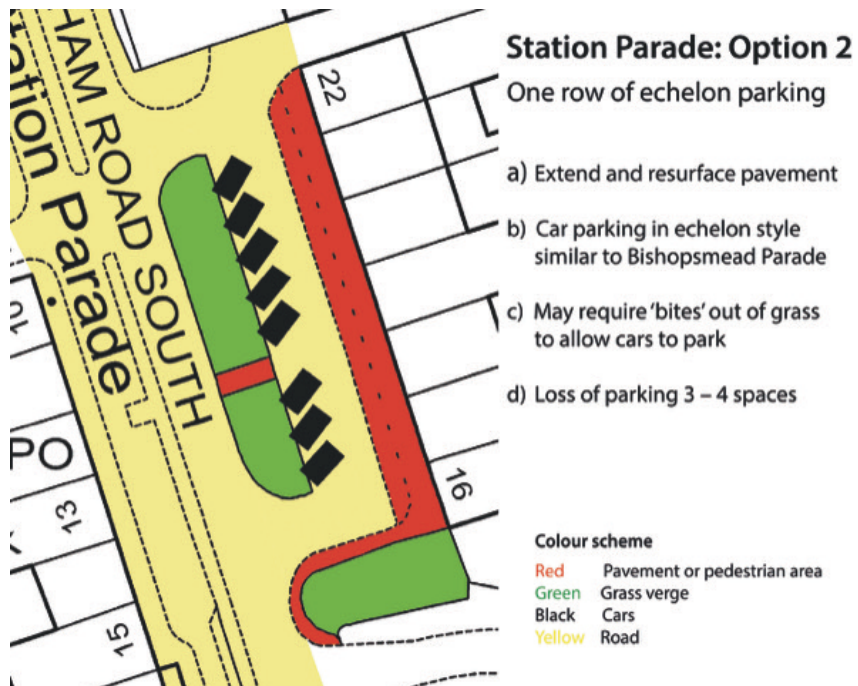 HAM ROAD SOUTH
tation Parade
22
16
10
PO
13
15
Station Parade: Option 2
One row of echelon parking
a) Extend and resurface pavement
b) Car parking in echelon style
similar to Bishopsmead Parade
c) May require ‘bites’ out of grass
to allow cars to park
d) Loss of parking 3 – 4 spaces
Colour scheme
Red Pavement or pedestrian area
Green Grass verge
Black Cars
Yellow Road